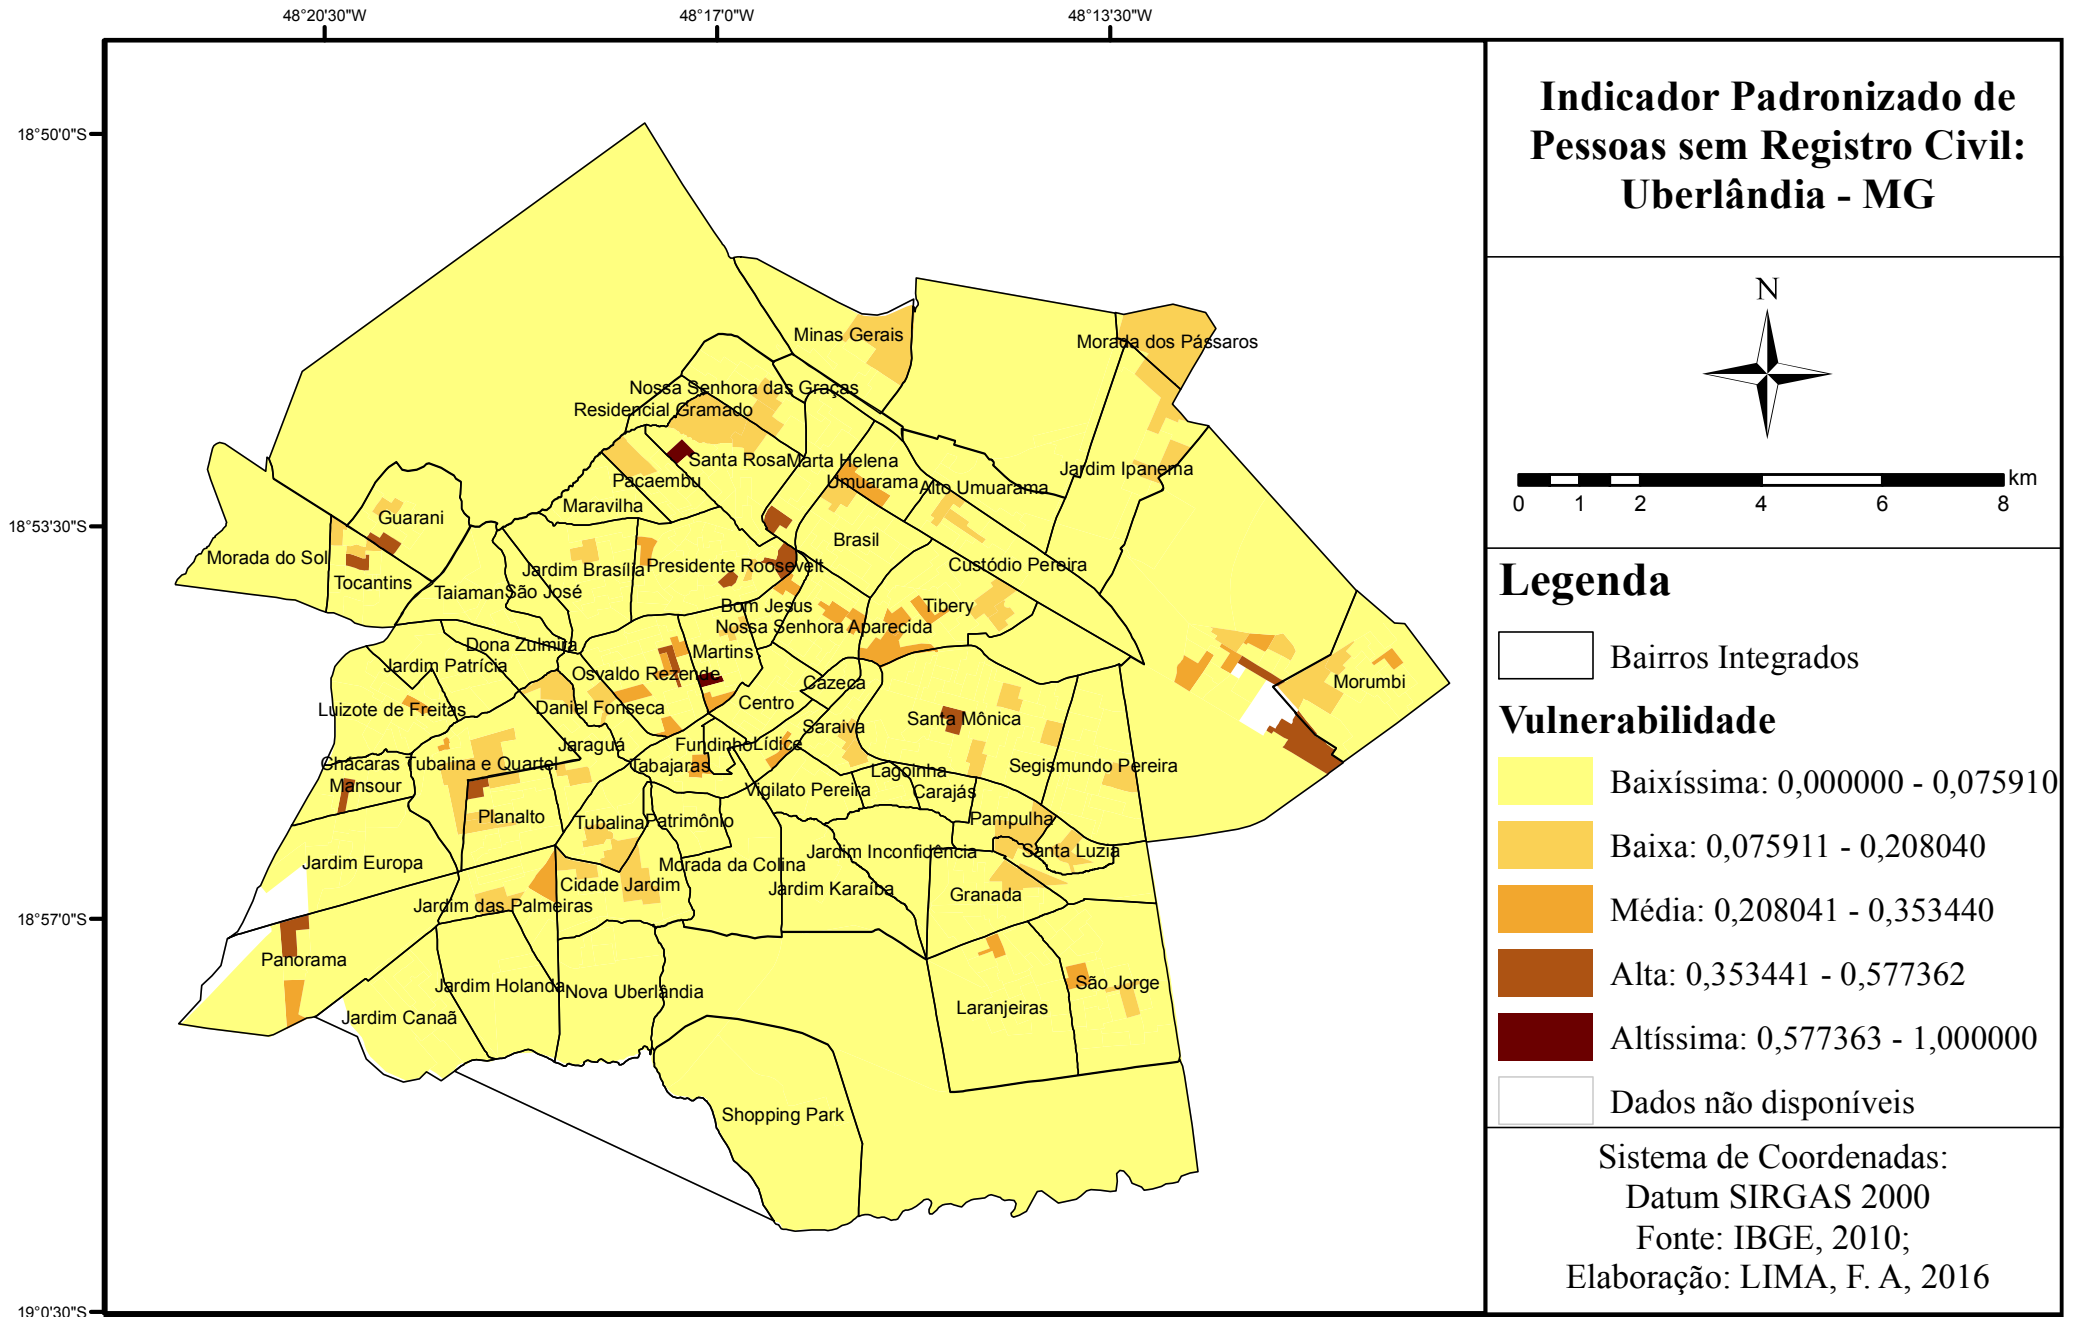 48°20'30"W
48°17'0"W
48°13'30"W
18°50'0"S
18°53'30"S
18°57'0"S
19°0'30"S
Minas Gerais
Morada dos Pássaros
Nossa Senhora das Graças
Residencial Gramado
Santa Rosa
Marta Helena
Jardim Ipanema
Pacaembu
Umuarama
Alto Umuarama
Maravilha
Guarani
Brasil
Morada do Sol
Tocantins
Jardim Brasília
Presidente Roosevelt
Custódio Pereira
Taiaman
São José
Bom Jesus
Tibery
Nossa Senhora Aparecida
Dona Zulmira
Martins
Jardim Patrícia
Osvaldo Rezende
Cazeca
Morumbi
Luizote de Freitas
Daniel Fonseca
Centro
Santa Mônica
Saraiva
Jaraguá
Fundinho
Lídice
Chácaras Tubalina e Quartel
Tabajaras
Lagoinha
Segismundo Pereira
Mansour
Vigilato Pereira
Carajás
Planalto
Tubalina
Patrimônio
Pampulha
Jardim Europa
Morada da Colina
Jardim Inconfidência
Santa Luzia
Cidade Jardim
Jardim Karaíba
Granada
Jardim das Palmeiras
Panorama
Jardim Holanda
Nova Uberlândia
São Jorge
Laranjeiras
Jardim Canaã
Shopping Park
Indicador Padronizado de
Pessoas sem Registro Civil:
Uberlândia - MG
N
km
0 1 2 4 6 8
Legenda
Bairros Integrados
Vulnerabilidade
Baixíssima: 0,000000 - 0,075910
Baixa: 0,075911 - 0,208040
Média: 0,208041 - 0,353440
Alta: 0,353441 - 0,577362
Altíssima: 0,577363 - 1,000000
Dados não disponíveis
Sistema de Coordenadas:
Datum SIRGAS 2000
Fonte: IBGE, 2010;
Elaboração: LIMA, F. A, 2016